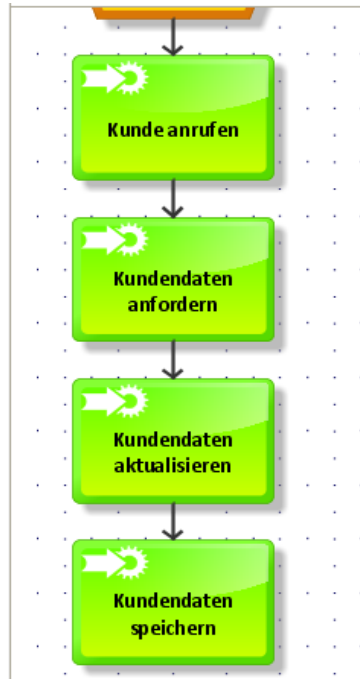 Kunde anrufen
Kundendaten
anfordern
Kundendaten
aktualisieren
Kundendaten
speichern